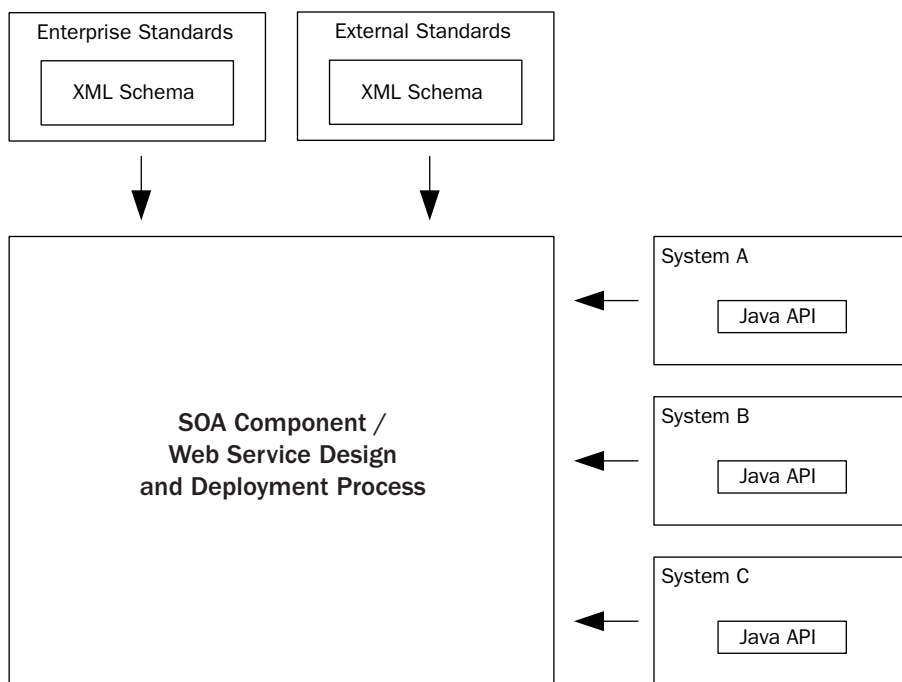 Enterprise Standards
XML Schema
External Standards
XML Schema
SOA Component /
Web Service Design
and Deployment Process
System A
Java API
System B
Java API
System C
Java API